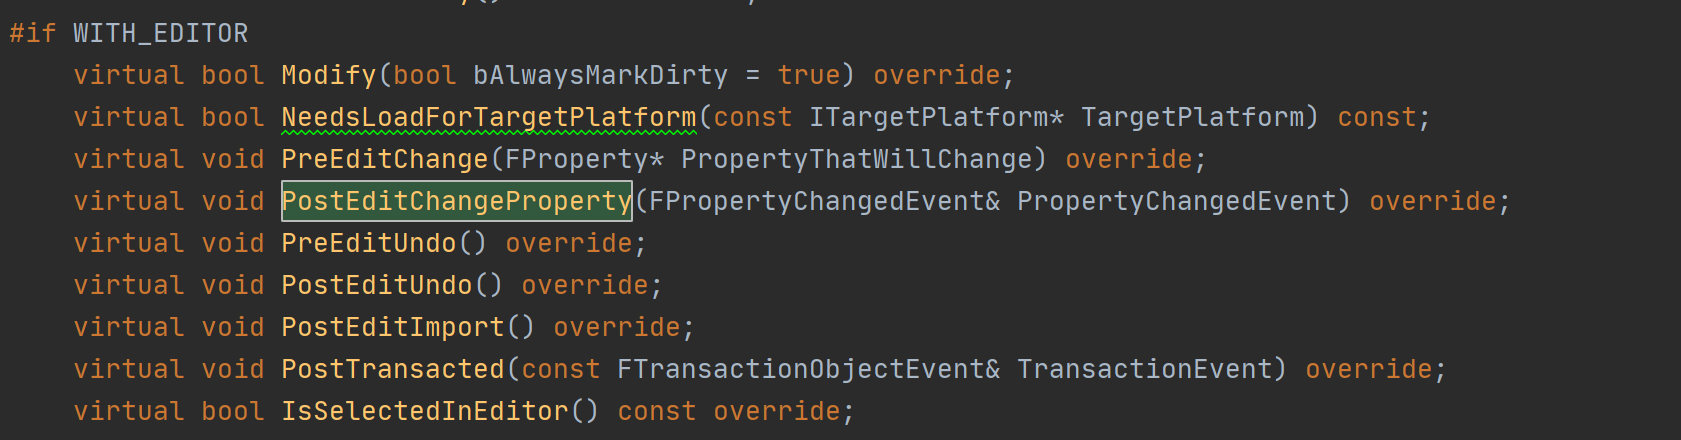 #if WITH_EDITOR
virtual bool Modify(bool bAlwaysMarkDirty = true) override;
virtual bool NeedsLoadForTargetPlatform(const ITargetPlatform* TargetPlatform) const;
virtual void PreEditChange(FProperty* PropertyThatWillChange) override;
virtual void PostEditChangeProperty(FPropertyChangedEvent& PropertyChangedEvent) override;
virtual void PreEditUndo() override;
virtual void PostEditUndo() override;
virtual void PostEditImport() override;
virtual void PostTransacted(const FTransactionObjectEvent& TransactionEvent) override;
virtual bool IsSelectedInEditor() const override;